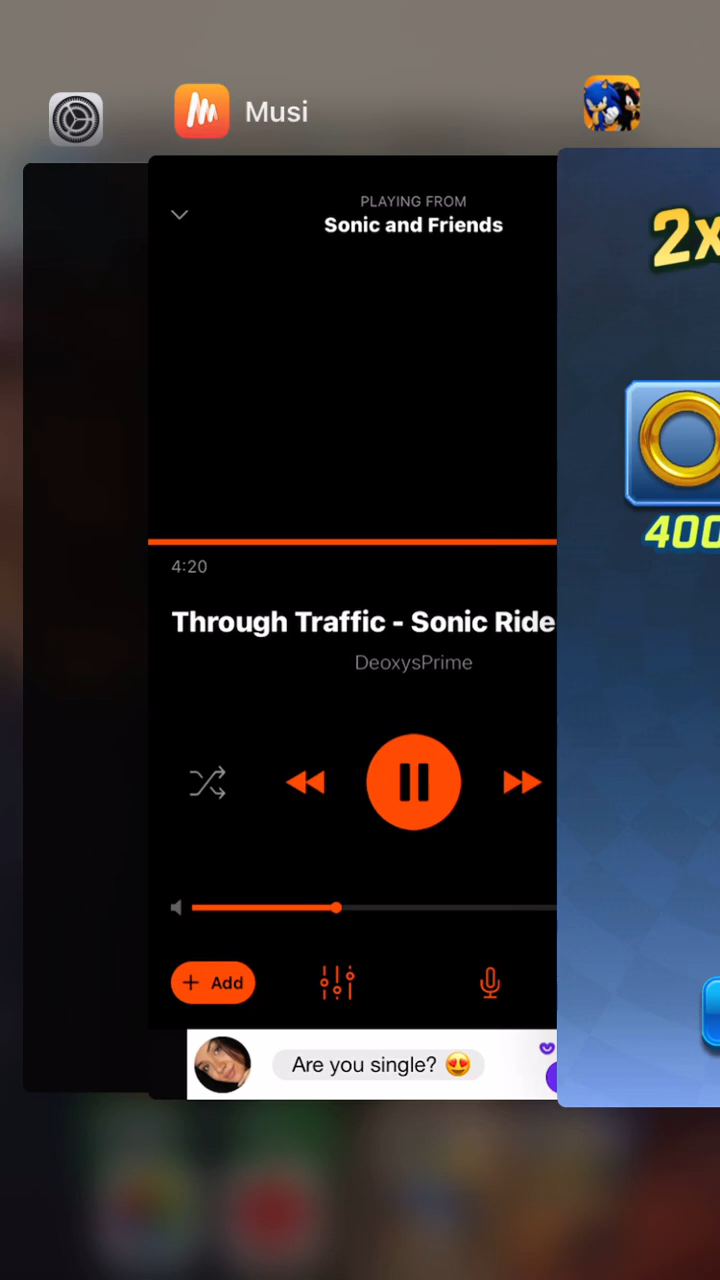 Musi
PLAYING FROM
Sonic and Friends
2x
400
4:20
Through Traffic - Sonic Ride
DeoxysPrime
+ Add
Are you single? 😍